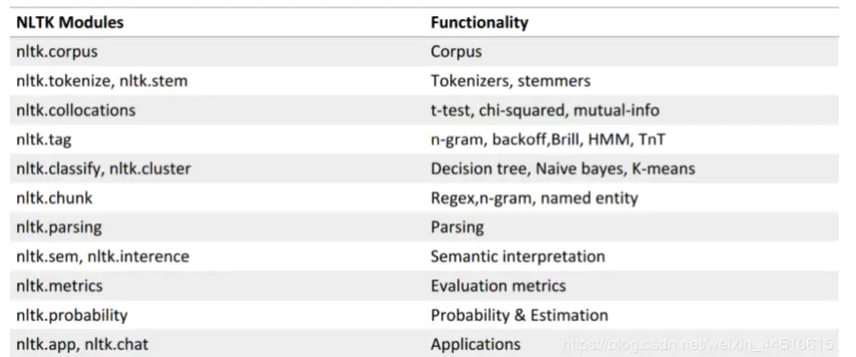 NLTK Modules Functionality
nltk.corpus Corpus
nltk.tokenize, nltk.stem Tokenizers, stemmers
nltk.collocations t-test, chi-squared, mutual-info
nltk.tag n-gram, backoff,Brill, HMM, TnT
nltk.classify, nltk.cluster Decision tree, Naive bayes, K-means
nltk.chunk Regex,n-gram, named entity
nltk.parsing Parsing
nltk.sem, nltk.interence Semantic interpretation
nltk.metrics Evaluation metrics
nltk.probability Probability & Estimation
nltk.app, nltk.chat Applications https://blog.csdn.net/weixin_44510615